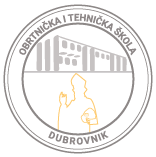 OBRTNIČKA I TEHNIČKA ŠKOLA
DUBROVNIK